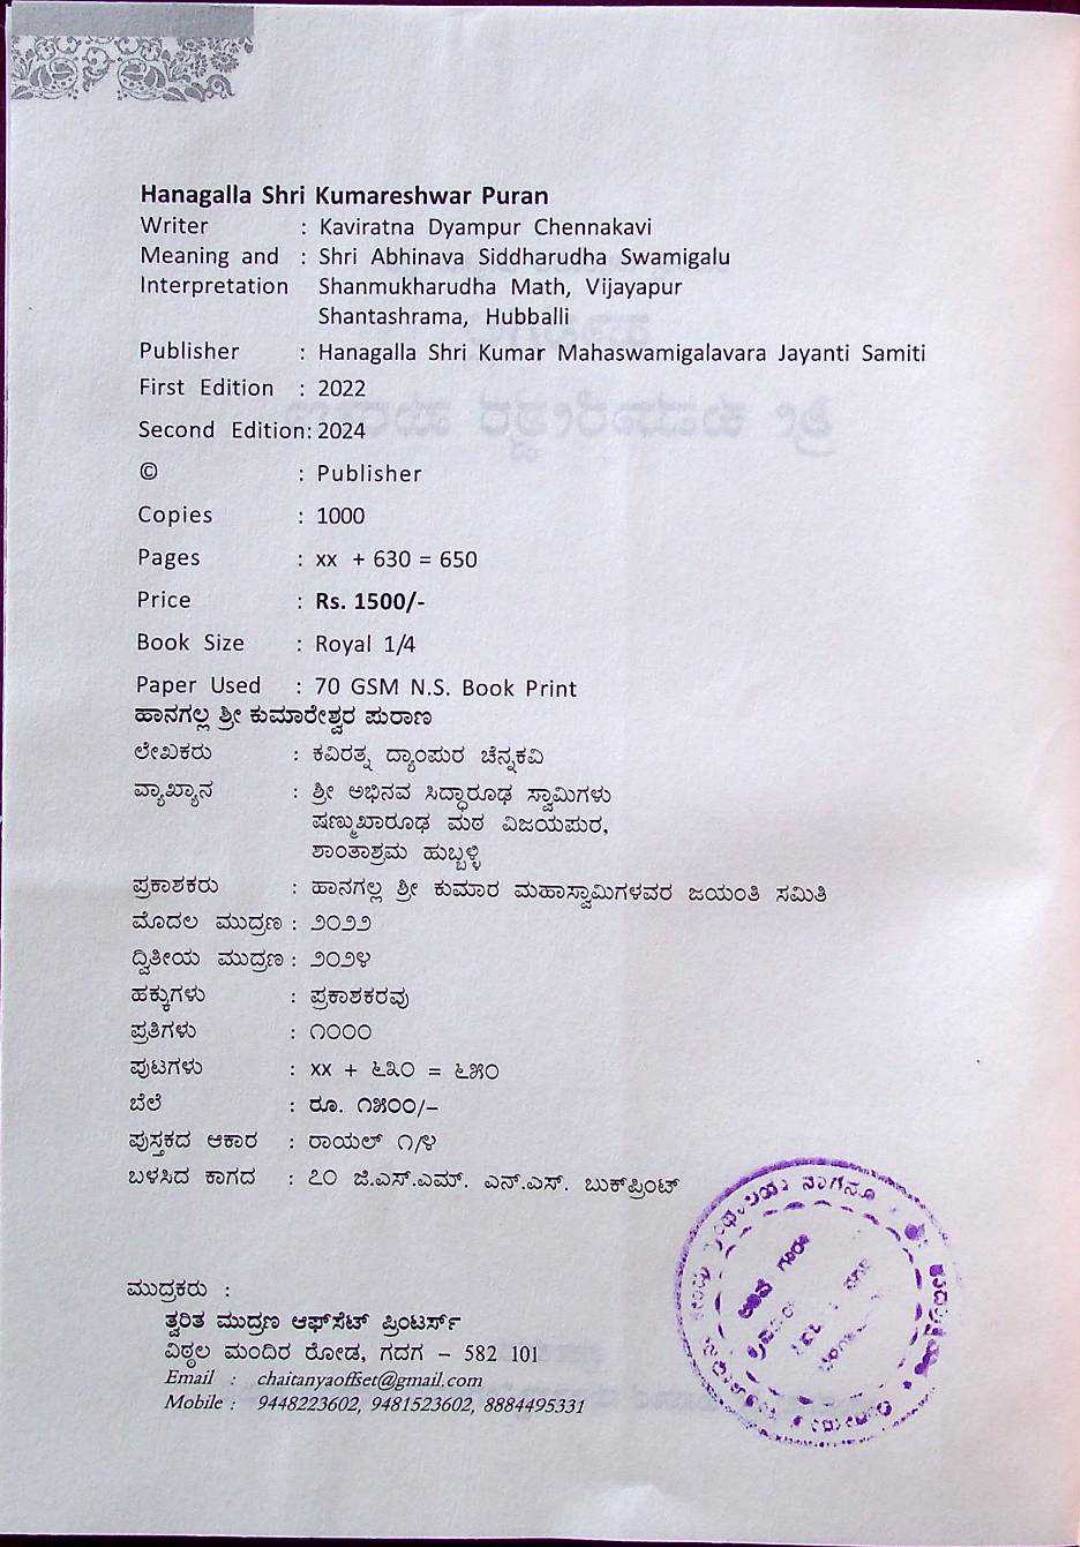 Hanagalla Shri Kumareshwar Puran
Writer : Kaviratna Dyampur Chennakavi
Meaning and : Shri Abhinava Siddharudha Swamigalu
Interpretation Shanmukharudha Math, Vijayapur
Shantashrama, Hubballi
Publisher : Hanagalla Shri Kumar Mahaswamigalavara Jayanti Samiti
First Edition : 2022
Second Edition: 2024
© : Publisher
Copies : 1000
Pages : xx + 630 = 650
Price : Rs. 1500/-
Book Size : Royal 1/4
Paper Used : 70 GSM N.S. Book Print
ಹಾನಗಲ್ಲ ಶ್ರೀ ಕುಮಾರೇಶ್ವರ ಪುರಾಣ
ಲೇಖಕರು : ಕವಿರತ್ನ ದ್ಯಾಂಪುರ ಚೆನ್ನಕವಿ
ವ್ಯಾಖ್ಯಾನ : ಶ್ರೀ ಅಭಿನವ ಸಿದ್ಧಾರೂಢ ಸ್ವಾಮಿಗಳು
ಷಣ್ಮುಖಾರೂಢ ಮಠ ವಿಜಯಪುರ,
ಶಾಂತಾಶ್ರಮ ಹುಬ್ಬಳ್ಳಿ
ಪ್ರಕಾಶಕರು : ಹಾನಗಲ್ಲ ಶ್ರೀ ಕುಮಾರ ಮಹಾಸ್ವಾಮಿಗಳವರ ಜಯಂತಿ ಸಮಿತಿ
ಮೊದಲ ಮುದ್ರಣ : ೨೦೨೨
ದ್ವಿತೀಯ ಮುದ್ರಣ : ೨೦೨೪
ಹಕ್ಕುಗಳು : ಪ್ರಕಾಶಕರವು
ಪ್ರತಿಗಳು : ೧೦೦೦
ಪುಟಗಳು : xx + ೬೩೦ = ೬೫೦
ಬೆಲೆ : ರೂ. ೧೫೦೦/–
ಪುಸ್ತಕದ ಆಕಾರ : ರಾಯಲ್ ೧/೪
ಬಳಸಿದ ಕಾಗದ : ೭೦ ಜಿ.ಎಸ್.ಎಮ್. ಎನ್.ಎಸ್. ಬುಕ್‌ಪ್ರಿಂಟ್
ಮುದ್ರಕರು :
ತ್ವರಿತ ಮುದ್ರಣ ಆಫ್‌ಸೆಟ್ ಪ್ರಿಂಟರ್ಸ್
ವಿಠ್ಠಲ ಮಂದಿರ ರೋಡ, ಗದಗ – 582 101
Email : chaitanyaoffset@gmail.com
Mobile : 9448223602, 9481523602, 8884495331